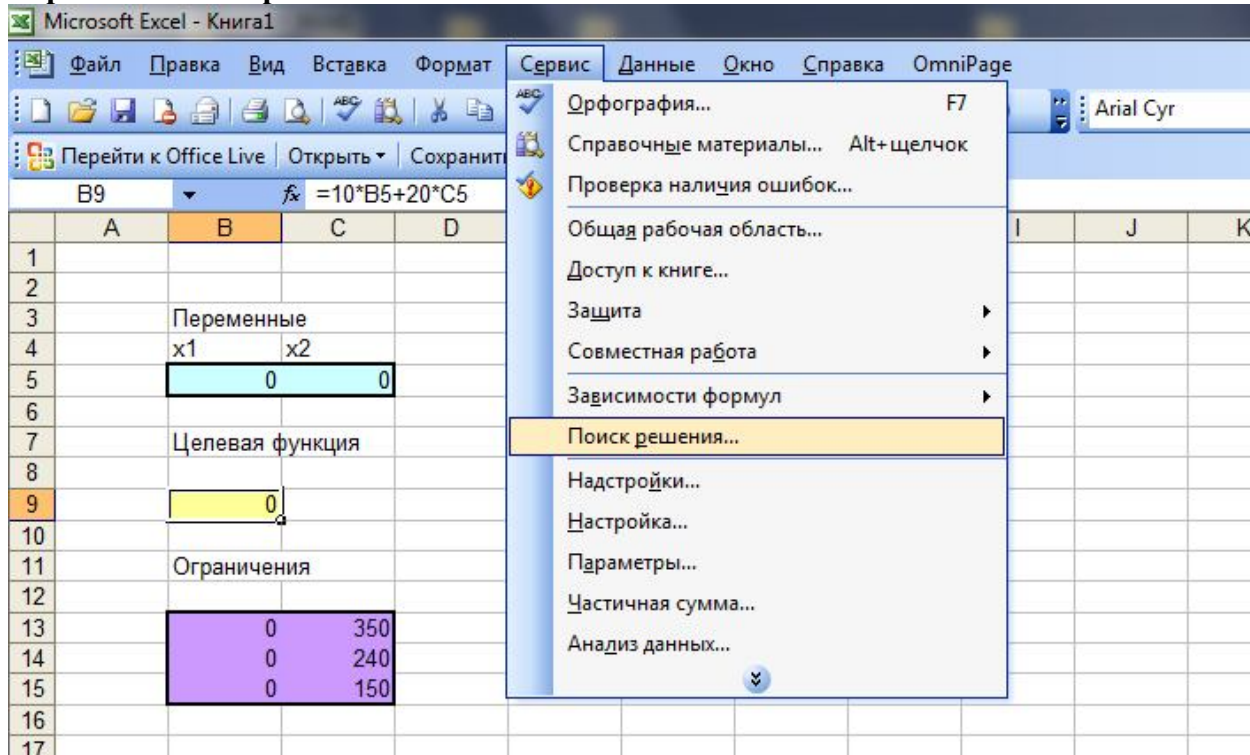 Microsoft Excel - Книга1
Файл Правка Вид Вставка Формат Сервис Данные Окно Справка OmniPage
Arial Cyr
Перейти к Office Live Открыть Сохранит
B9 fx =10*B5+20*C5
Орфография... F7
Справочные материалы... Alt+щелчок
Проверка наличия ошибок...
Общая рабочая область...
Доступ к книге...
Защита
Совместная работа
Зависимости формул
Поиск решения...
Надстройки...
Настройка...
Параметры...
Частичная сумма...
Анализ данных...
A B C D I J K
1
2
3 Переменные
4 x1 x2
5 0 0
6
7 Целевая функция
8
9 0
10
11 Ограничения
12
13 0 350
14 0 240
15 0 150
16
17